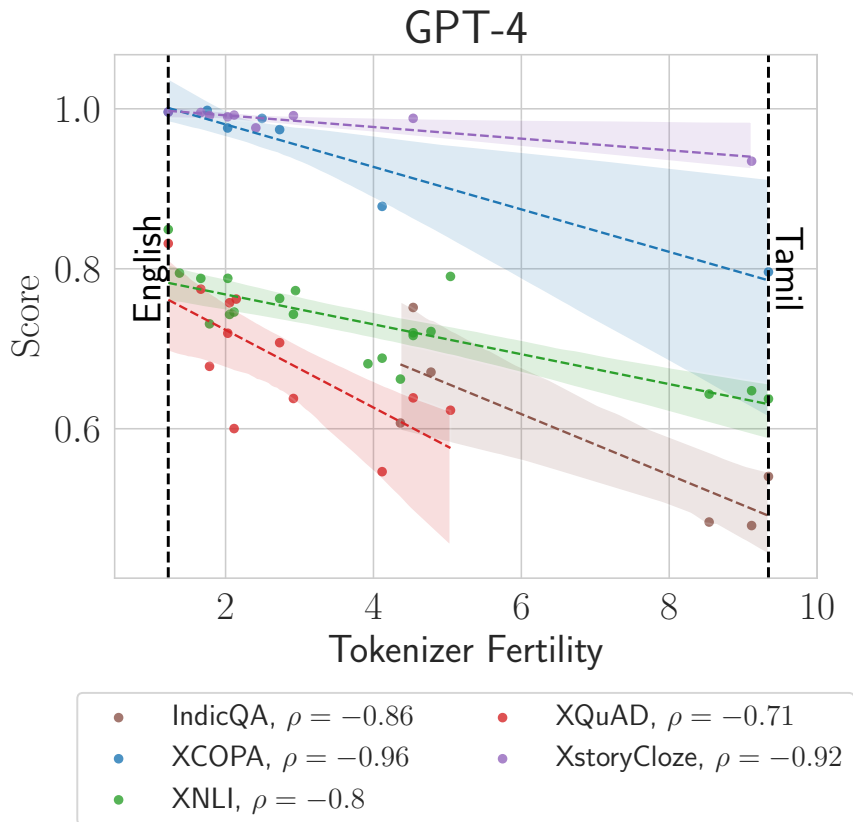 GPT-4
1.0
0.8
0.6
Score
English
Tamil
2 4 6 8 10
Tokenizer Fertility
IndicQA, ρ = −0.86
XQuAD, ρ = −0.71
XCOPA, ρ = −0.96
XstoryCloze, ρ = −0.92
XNLI, ρ = −0.8